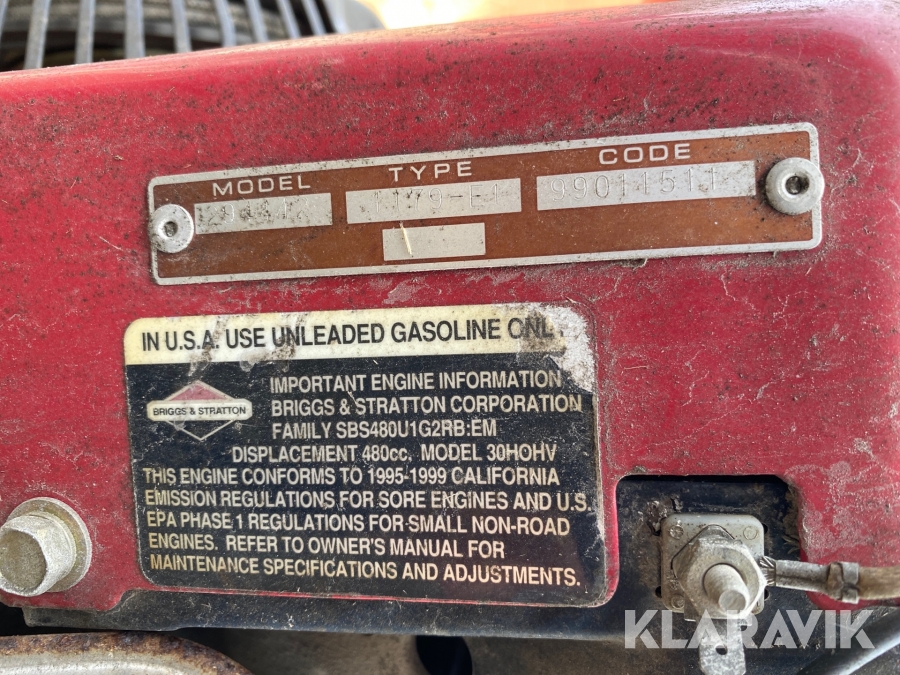 MODEL TYPE CODE
99011511
IN U.S.A. USE UNLEADED GASOLINE ONLY
IMPORTANT ENGINE INFORMATION
BRIGGS & STRATTON
BRIGGS & STRATTON CORPORATION
FAMILY SBS480U1G2RB:EM
DISPLACEMENT 480cc. MODEL 30HOHV
THIS ENGINE CONFORMS TO 1995-1999 CALIFORNIA
EMISSION REGULATIONS FOR SORE ENGINES AND U.S.
EPA PHASE 1 REGULATIONS FOR SMALL NON-ROAD
ENGINES. REFER TO OWNER'S MANUAL FOR
MAINTENANCE SPECIFICATIONS AND ADJUSTMENTS.
KLARAVIK